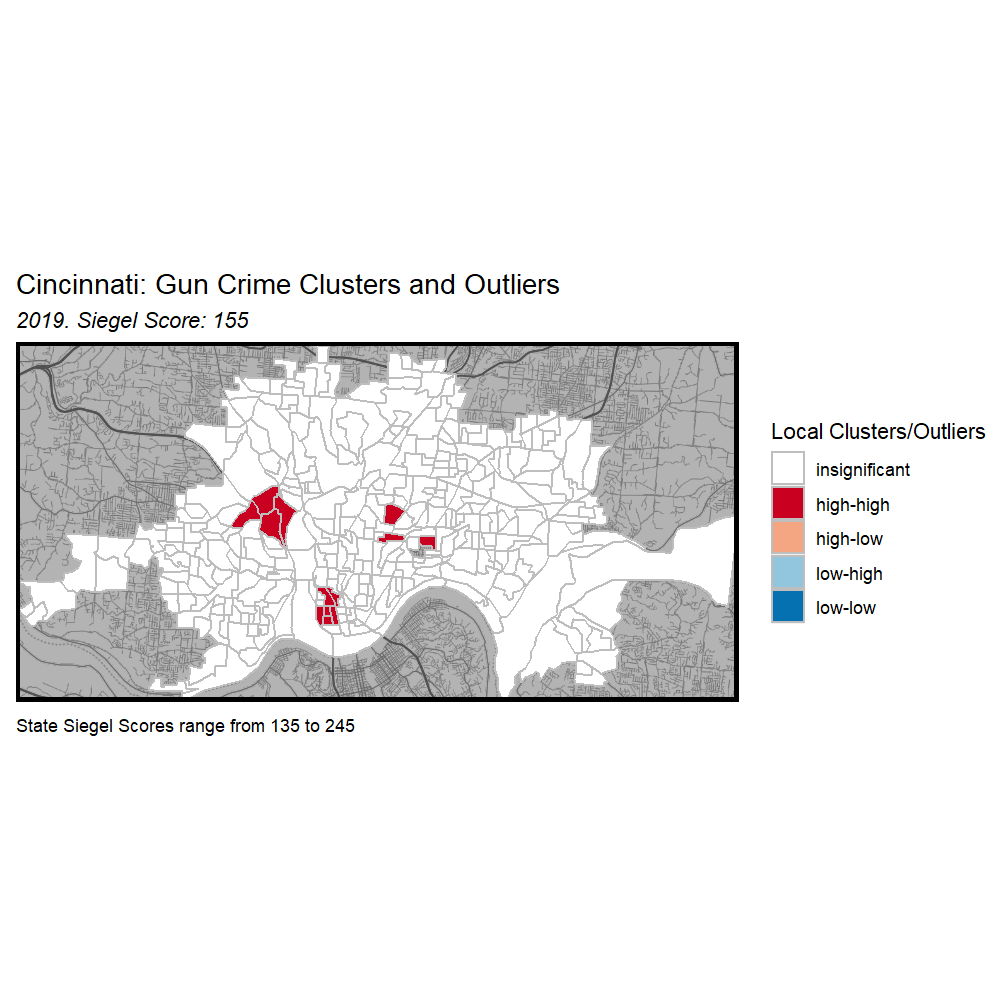 Cincinnati: Gun Crime Clusters and Outliers
2019. Siegel Score: 155
Local Clusters/Outliers
insignificant
high-high
high-low
low-high
low-low
State Siegel Scores range from 135 to 245